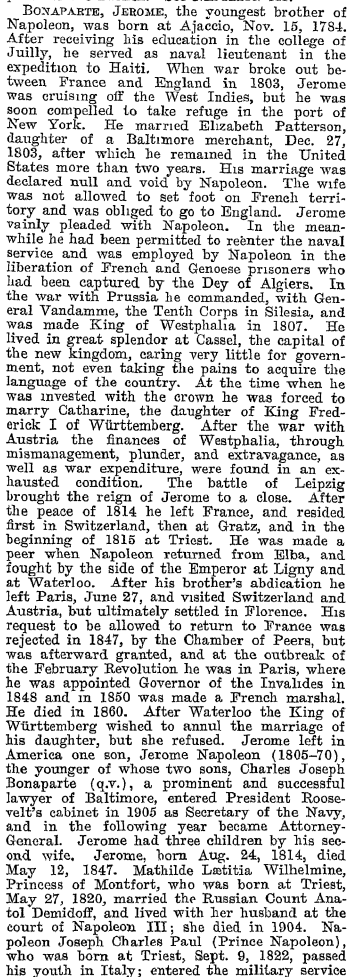 BONAPARTE, JEROME, the youngest brother of
Napoleon, was born at Ajaccio, Nov. 15, 1784.
After receiving his education in the college of
Juilly, he served as naval lieutenant in the
expedition to Haiti. When war broke out be-
tween France and England in 1803, Jerome
was cruising off the West Indies, but he was
soon compelled to take refuge in the port of
New York. He married Elizabeth Patterson,
daughter of a Baltimore merchant, Dec. 27,
1803, after which he remained in the United
States more than two years. His marriage was
declared null and void by Napoleon. The wife
was not allowed to set foot on French terri-
tory and was obliged to go to England. Jerome
vainly pleaded with Napoleon. In the mean-
while he had been permitted to reënter the naval
service and was employed by Napoleon in the
liberation of French and Genoese prisoners who
had been captured by the Dey of Algiers. In
the war with Prussia he commanded, with Gen-
eral Vandamme, the Tenth Corps in Silesia, and
was made King of Westphalia in 1807. He
lived in great splendor at Cassel, the capital of
the new kingdom, caring very little for govern-
ment, not even taking the pains to acquire the
language of the country. At the time when he
was invested with the crown he was forced to
marry Catharine, the daughter of King Fred-
erick I of Württemberg. After the war with
Austria the finances of Westphalia, through
mismanagement, plunder, and extravagance, as
well as war expenditure, were found in an ex-
hausted condition. The battle of Leipzig
brought the reign of Jerome to a close. After
the peace of 1814 he left France, and resided
first in Switzerland, then at Gratz, and in the
beginning of 1815 at Triest. He was made a
peer when Napoleon returned from Elba, and
fought by the side of the Emperor at Ligny and
at Waterloo. After his brother's abdication he
left Paris, June 27, and visited Switzerland and
Austria, but ultimately settled in Florence. His
request to be allowed to return to France was
rejected in 1847, by the Chamber of Peers, but
was afterward granted, and at the outbreak of
the February Revolution he was in Paris, where
he was appointed Governor of the Invalides in
1848 and in 1850 was made a French marshal.
He died in 1860. After Waterloo the King of
Württemberg wished to annul the marriage of
his daughter, but she refused. Jerome left in
America one son, Jerome Napoleon (1805-70),
the younger of whose two sons, Charles Joseph
Bonaparte (q.v.), a prominent and successful
lawyer of Baltimore, entered President Roose-
velt's cabinet in 1905 as Secretary of the Navy,
and in the following year became Attorney-
General. Jerome had three children by his sec-
ond wife. Jerome, born Aug. 24, 1814, died
May 12, 1847. Mathilde Lætitia Wilhelmine,
Princess of Montfort, who was born at Triest,
May 27, 1820, married the Russian Count Ana-
tol Demidoff, and lived with her husband at the
court of Napoleon III; she died in 1904. Na-
poleon Joseph Charles Paul (Prince Napoleon),
who was born at Triest, Sept. 9, 1822, passed
his youth in Italy; entered the military service